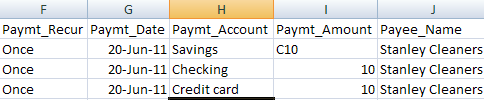 F G H I J
Paymt_Recur Paymt_Date Paymt_Account Paymt_Amount Payee_Name
Once 20-Jun-11 Savings C10 Stanley Cleaners
Once 20-Jun-11 Checking 10 Stanley Cleaners
Once 20-Jun-11 Credit card 10 Stanley Cleaners